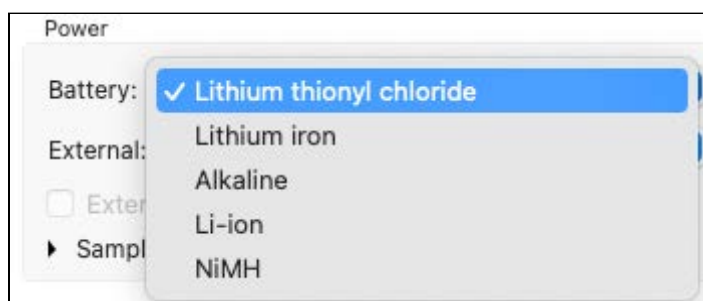 Power
Battery: ✓ Lithium thionyl chloride
Lithium iron
External:
Alkaline
Li-ion
NiMH